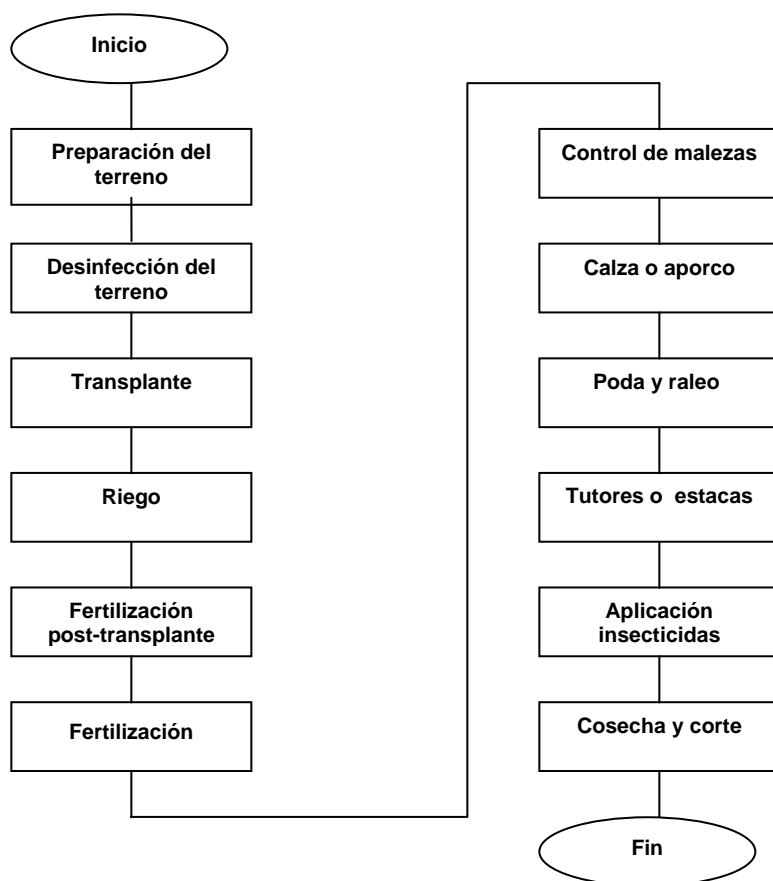 Inicio
Preparación del
terreno
Desinfección del
terreno
Transplante
Riego
Fertilización
post-transplante
Fertilización
Control de malezas
Calza o aporco
Poda y raleo
Tutores o  estacas
Aplicación
insecticidas
Cosecha y corte
Fin